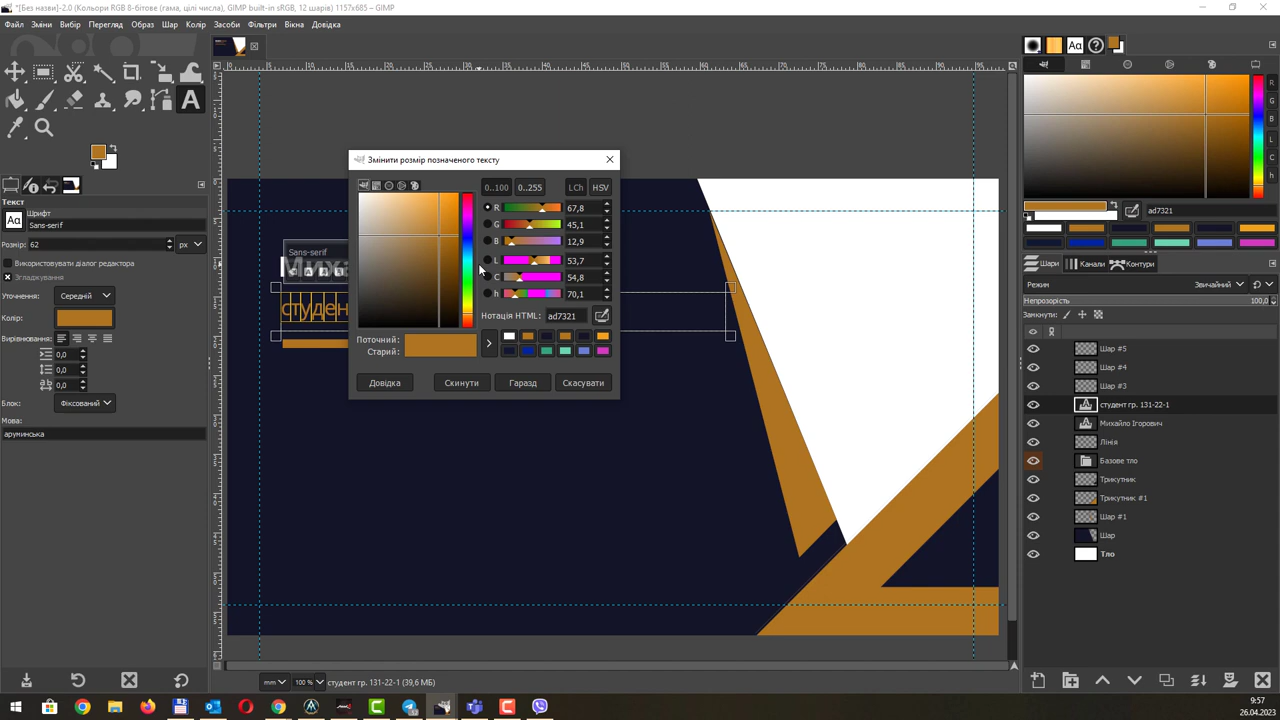 *[Без назви]-2.0 (Кольори RGB 8-бітове (гама, цілі числа), GIMP built-in sRGB, 12 шарів) 1157x685 – GIMP
Файл Зміни Вибір Перегляд Образ Шар Колір Засоби Фільтри Вікна Довідка
Текст
Шрифт
Sans-serif
Розмір: 62 px
Використовувати діалог редактора
Згладжування
Уточнення: Середній
Колір:
Вирівнювання:
0,0
0,0
0,0
Блок: Фіксований
Мова:
аруминська
Sans-serif
студен
Змінити розмір позначеного тексту
0..100 0..255 LCh HSV
R 67,8
G 45,1
B 12,9
L 53,7
C 54,8
h 70,1
Нотація HTML: ad7321
Поточний:
Старий:
Довідка Скинути Гаразд Скасувати
mm 100 % студент гр. 131-22-1 (39,6 МБ)
R
G
B
L
C
h
ad7321
Шари Канали Контури
Режим Звичайний
Непрозорість 100,0
Замкнути:
Шар #5
Шар #4
Шар #3
студент гр. 131-22-1
Михайло Ігорович
Лінія
Базове тло
Трикутник
Трикутник #1
Шар #1
Шар
Тло
9:57
26.04.2023